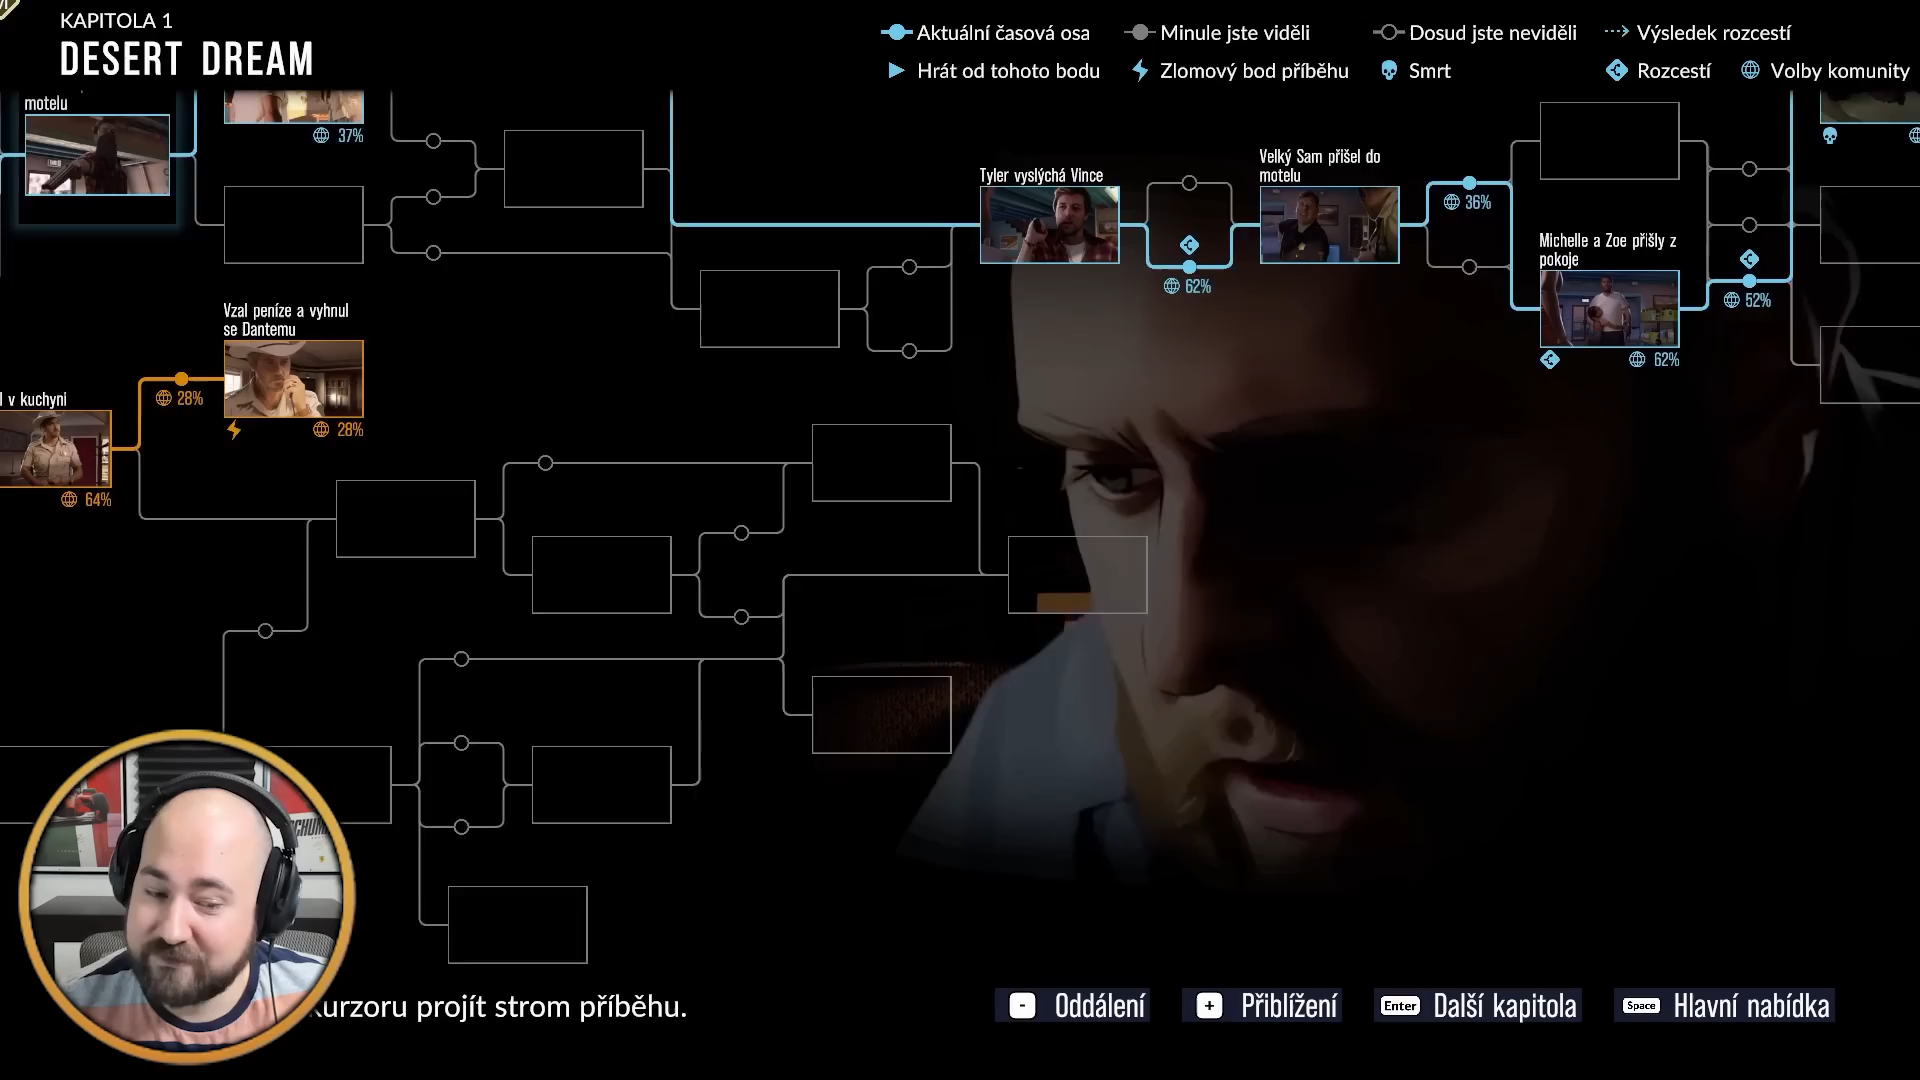 KAPITOLA 1
DESERT DREAM
Aktuální časová osa
Minule jste viděli
Dosud jste neviděli
Výsledek rozcestí
Hrát od tohoto bodu
Zlomový bod příběhu
Smrt
Rozcestí
Volby komunity
motelu
37%
Tyler vyslýchá Vince
62%
Velký Sam přišel do
motelu
36%
Michelle a Zoe přišly z
pokoje
62%
52%
Vzal peníze a vyhnul
se Dantemu
28%
28%
l v kuchyni
64%
kurzoru projít strom příběhu.
- Oddálení
+ Přiblížení
Enter Další kapitola
Space Hlavní nabídka